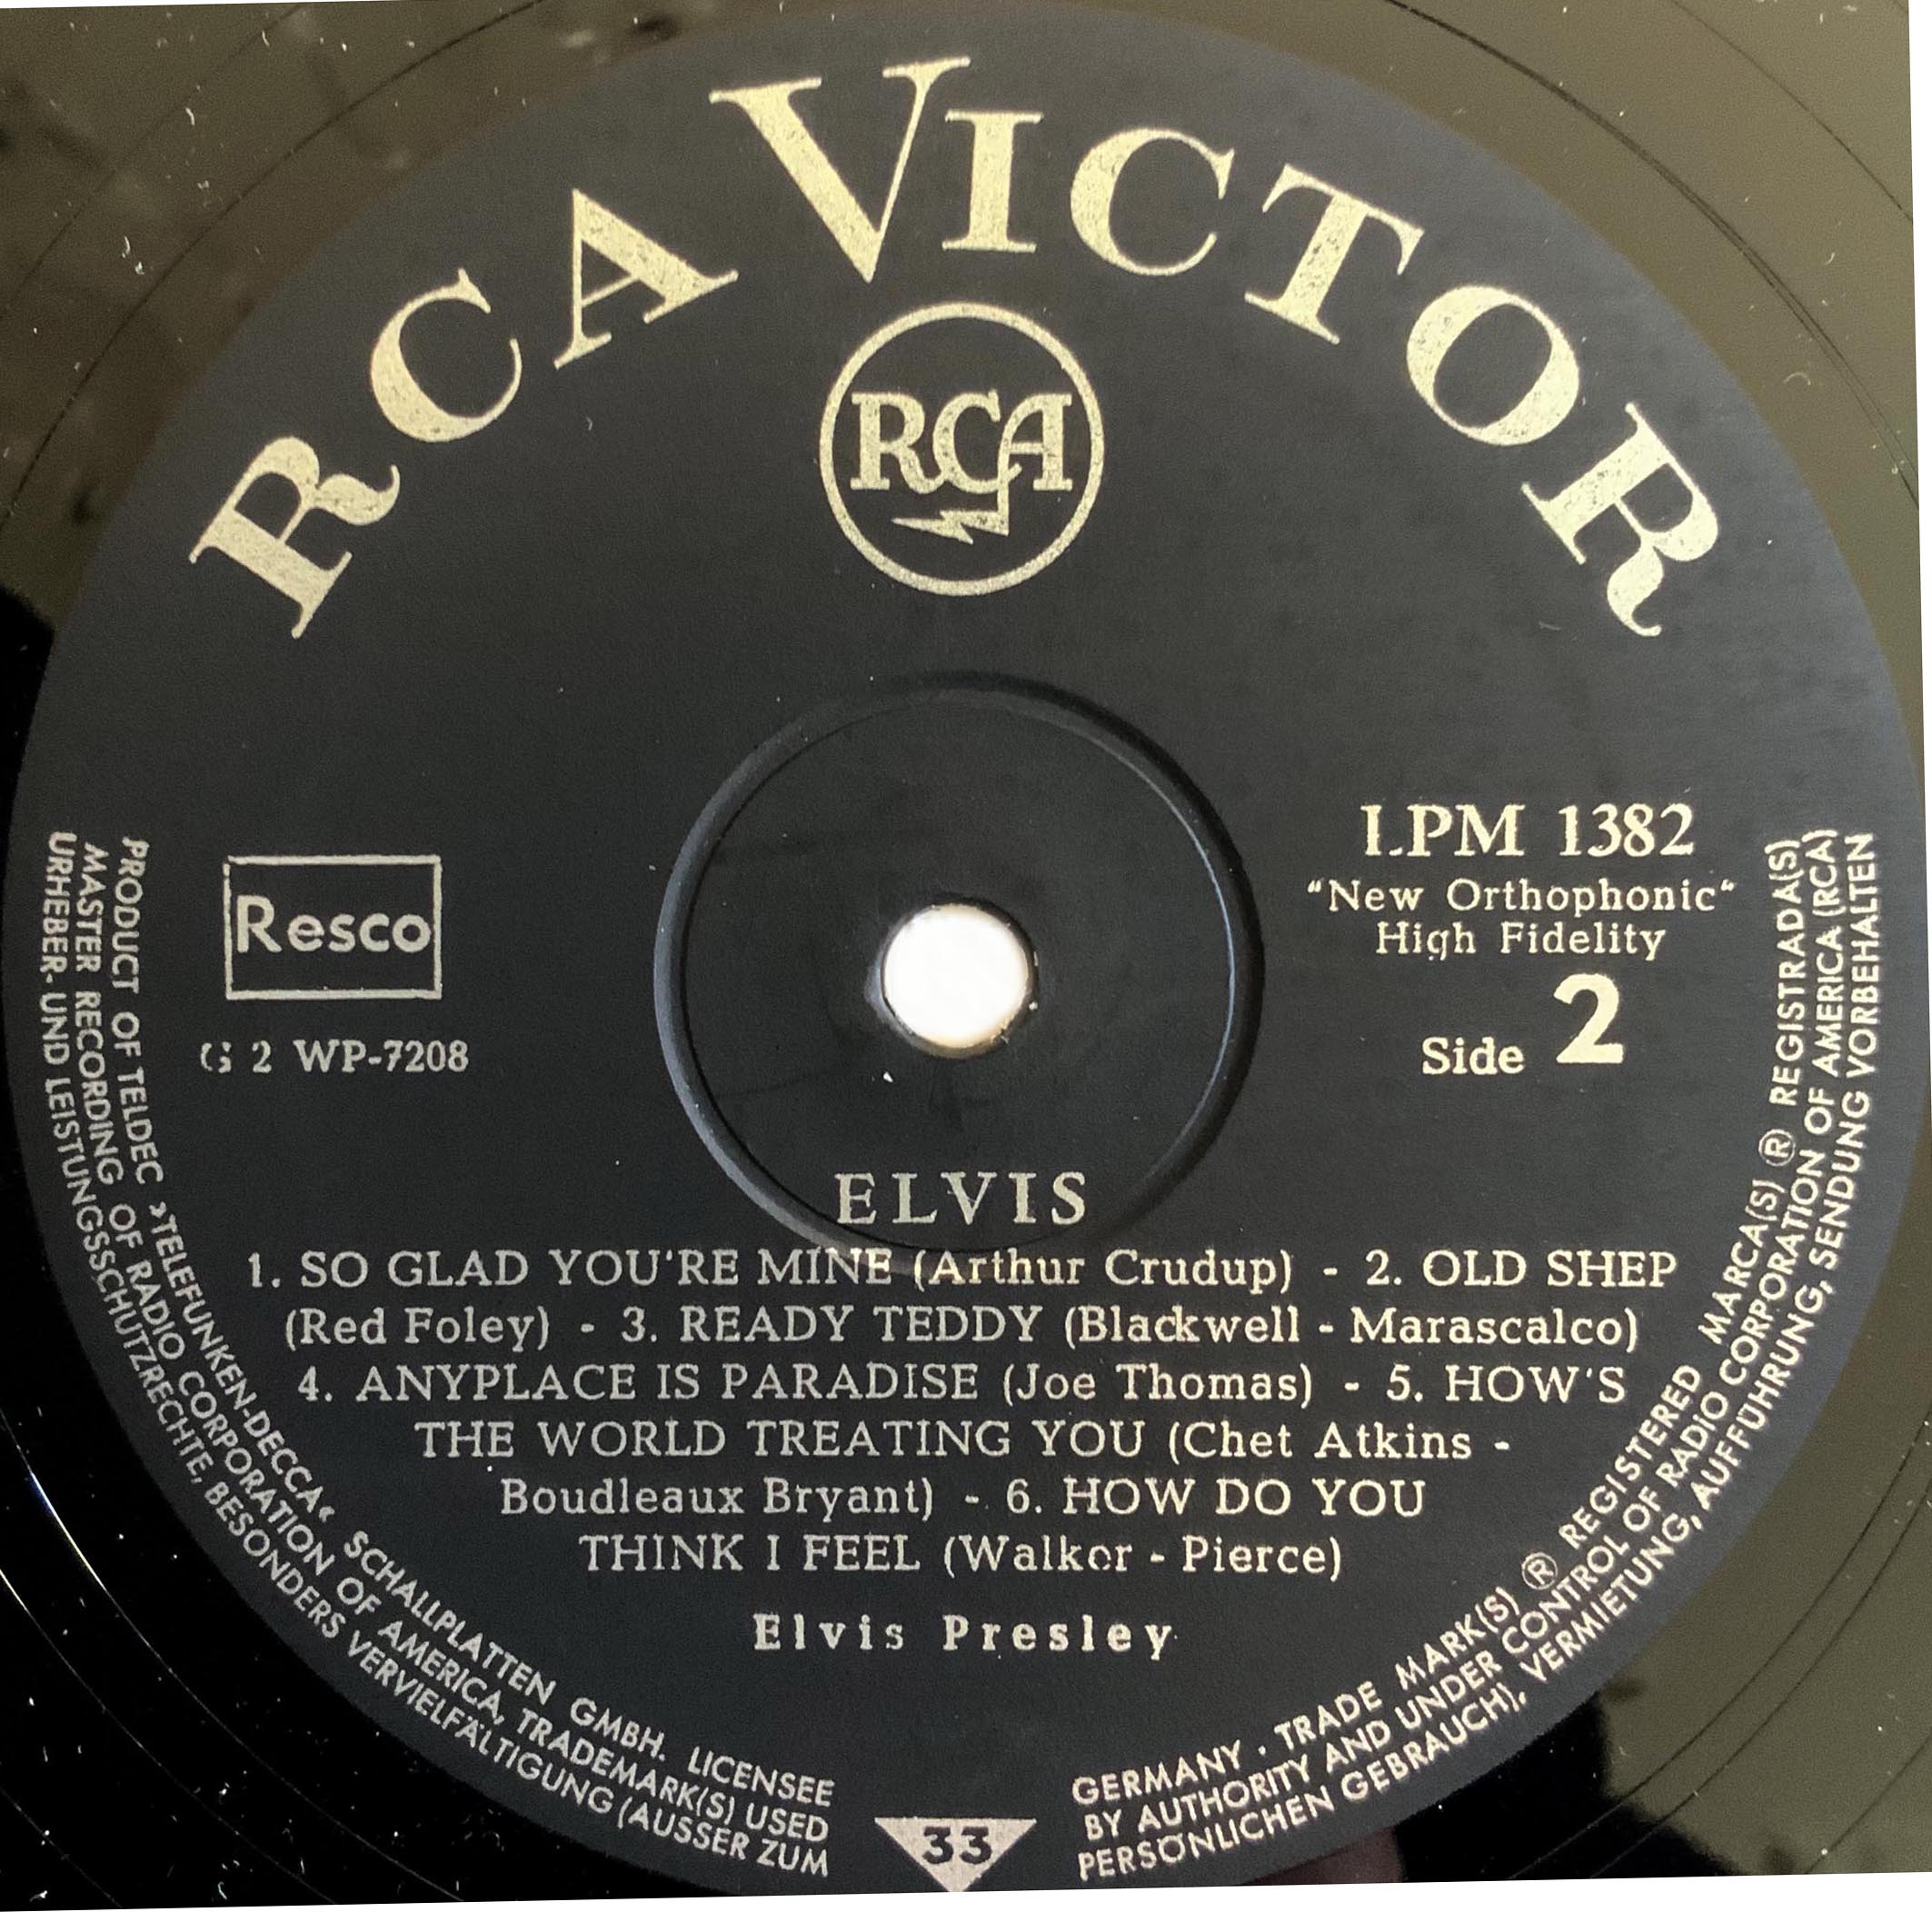 RCA VICTOR
RCA
Resco
G 2 WP-7208
LPM 1382
“New Orthophonic“
High Fidelity
Side 2
ELVIS
1. SO GLAD YOU'RE MINE (Arthur Crudup) - 2. OLD SHEP
(Red Foley) - 3. READY TEDDY (Blackwell - Marascalco)
4. ANYPLACE IS PARADISE (Joe Thomas) - 5. HOW'S
THE WORLD TREATING YOU (Chet Atkins -
Boudleaux Bryant) - 6. HOW DO YOU
THINK I FEEL (Walker - Pierce)
Elvis Presley
PRODUCT OF TELDEC »TELEFUNKEN-DECCA« SCHALLPLATTEN GMBH. LICENSEE
MASTER RECORDING OF RADIO CORPORATION OF AMERICA, TRADEMARK(S) USED
URHEBER- UND LEISTUNGSSCHUTZRECHTE, BESONDERS VERVIELFÄLTIGUNG (AUSSER ZUM
33
GERMANY . TRADE MARK(S) ® REGISTERED MARCA(S) ® REGISTRADA(S)
BY AUTHORITY AND UNDER CONTROL OF RADIO CORPORATION OF AMERICA (RCA)
PERSÖNLICHEN GEBRAUCH), VERMIETUNG, AUFFÜHRUNG, SENDUNG VORBEHALTEN